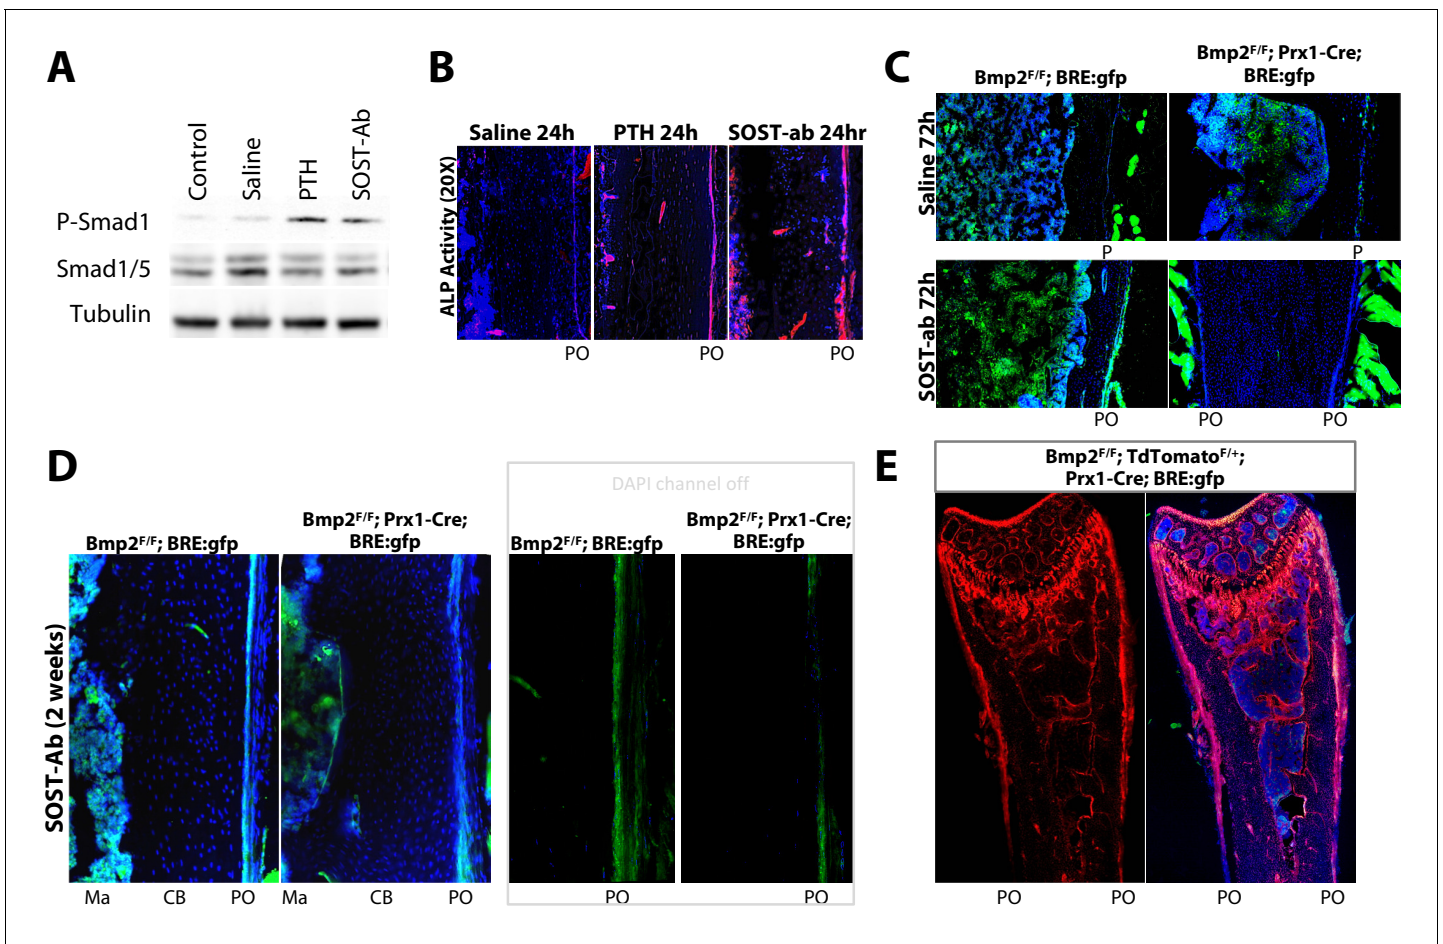 A
Control
Saline
PTH
SOST-Ab
P-Smad1
Smad1/5
Tubulin
B
Saline 24h
PTH 24h
SOST-ab 24hr
ALP Activity (20X)
PO
PO
PO
C
Bmp2F/F; BRE:gfp
Bmp2F/F; Prx1-Cre;
BRE:gfp
Saline 72h
P
P
SOST-ab 72h
PO
PO
PO
D
DAPI channel off
Bmp2F/F; BRE:gfp
Bmp2F/F; Prx1-Cre;
BRE:gfp
Bmp2F/F; BRE:gfp
Bmp2F/F; Prx1-Cre;
BRE:gfp
SOST-Ab (2 weeks)
Ma
CB
PO
Ma
CB
PO
PO
PO
E
Bmp2F/F; TdTomatoF/+;
Prx1-Cre; BRE:gfp
PO
PO
PO
PO